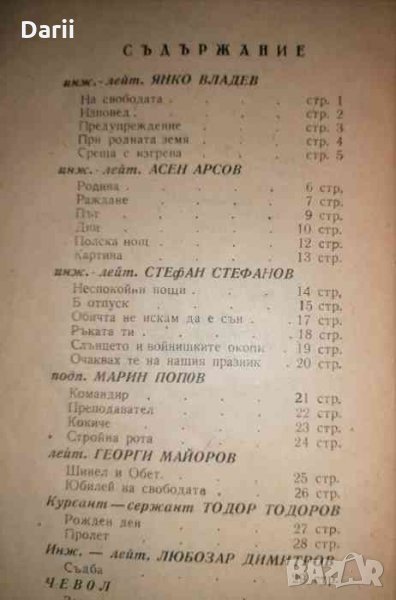 Darii
СЪДЪРЖАНИЕ
инж.-лейт. ЯНКО ВЛАДЕВ
На свободата . . . . стр. 1
Изповед . . . . стр. 2
Предупреждение . . . . стр. 3
При родната земя . . . . стр. 4
Среща с изгрева . . . . стр. 5
инж.-лейт. АСЕН АРСОВ
Родина . . . . 6 стр.
Раждане . . . . 7 стр.
Път . . . . 9 стр.
Дни . . . . 10 стр.
Полска нощ . . . . 12 стр.
Картина . . . . 13 стр.
инж.-лейт. СТЕФАН СТЕФАНОВ
Неспокойни нощи . . . 14 стр.
В отпуск . . . . 15 стр.
Обичта не искам да е сън . . 17 стр.
Ръката ти . . . . 18 стр.
Слънцето и войнишките окопи . 19 стр.
Очаквах те на нашия празник . 20 стр.
подп. МАРИН ПОПОВ
Командир . . . . 21 стр.
Преподавател . . . . 22 стр.
Кокиче . . . . 23 стр.
Стройна рота . . . . 24 стр.
лейт. ГЕОРГИ МАЙОРОВ
Шинел и Обет. . . . 25 стр.
Юбилей на свободата . . . 26 стр.
Курсант — сержант ТОДОР ТОДОРОВ
Рожден ден . . . . 27 стр.
Пролет . . . . 28 стр.
Инж. — лейт. ЛЮБОЗАР ДИМИТРОВ
Съдба
ЧЕВОЛ
BAZAR